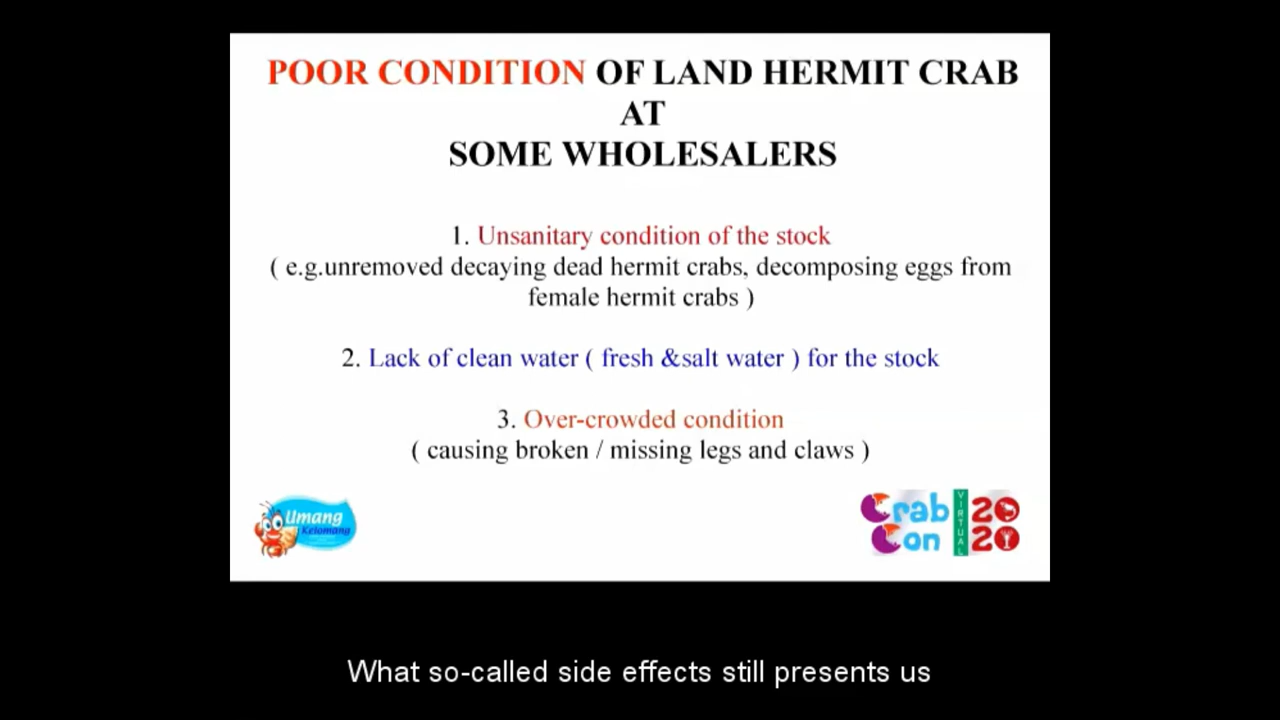 POOR CONDITION OF LAND HERMIT CRAB
AT
SOME WHOLESALERS
1. Unsanitary condition of the stock
( e.g.unremoved decaying dead hermit crabs, decomposing eggs from
female hermit crabs )
2. Lack of clean water ( fresh &salt water ) for the stock
3. Over-crowded condition
( causing broken / missing legs and claws )
Umang
Kelomang
Crab
Con
VIRTUAL
20
20
What so-called side effects still presents us